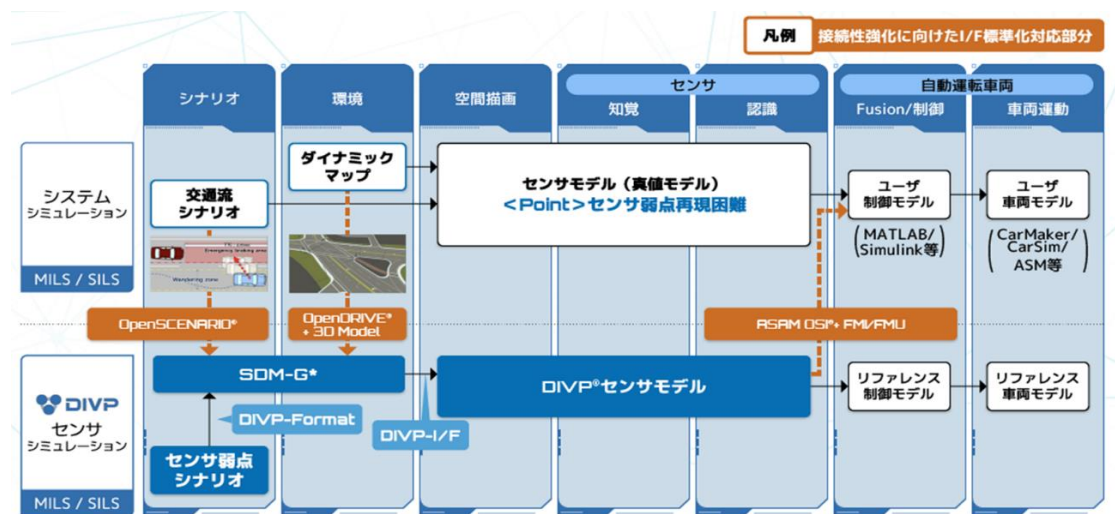 凡例 接続性強化に向けたI/F標準化対応部分
シナリオ
環境
空間描画
センサ
知覚
認識
自動運転車両
Fusion/制御
車両運動
システム
シミュレーション
MILS / SILS
交通流
シナリオ
ダイナミック
マップ
センサモデル（真値モデル）
＜Point＞センサ弱点再現困難
ユーザ
制御モデル
(MATLAB/
Simulink等)
ユーザ
車両モデル
(CarMaker/
CarSim/
ASM等)
Emergency braking area
Wandering zone
OpenSCENARIO®
OpenDRIVE®
+ 3D Model
ASAM OSI®+ FMI/FMU
DIVP
センサ
シミュレーション
MILS / SILS
SDM-G*
DIVP-Format
DIVP-I/F
センサ弱点
シナリオ
DIVP®センサモデル
リファレンス
制御モデル
リファレンス
車両モデル